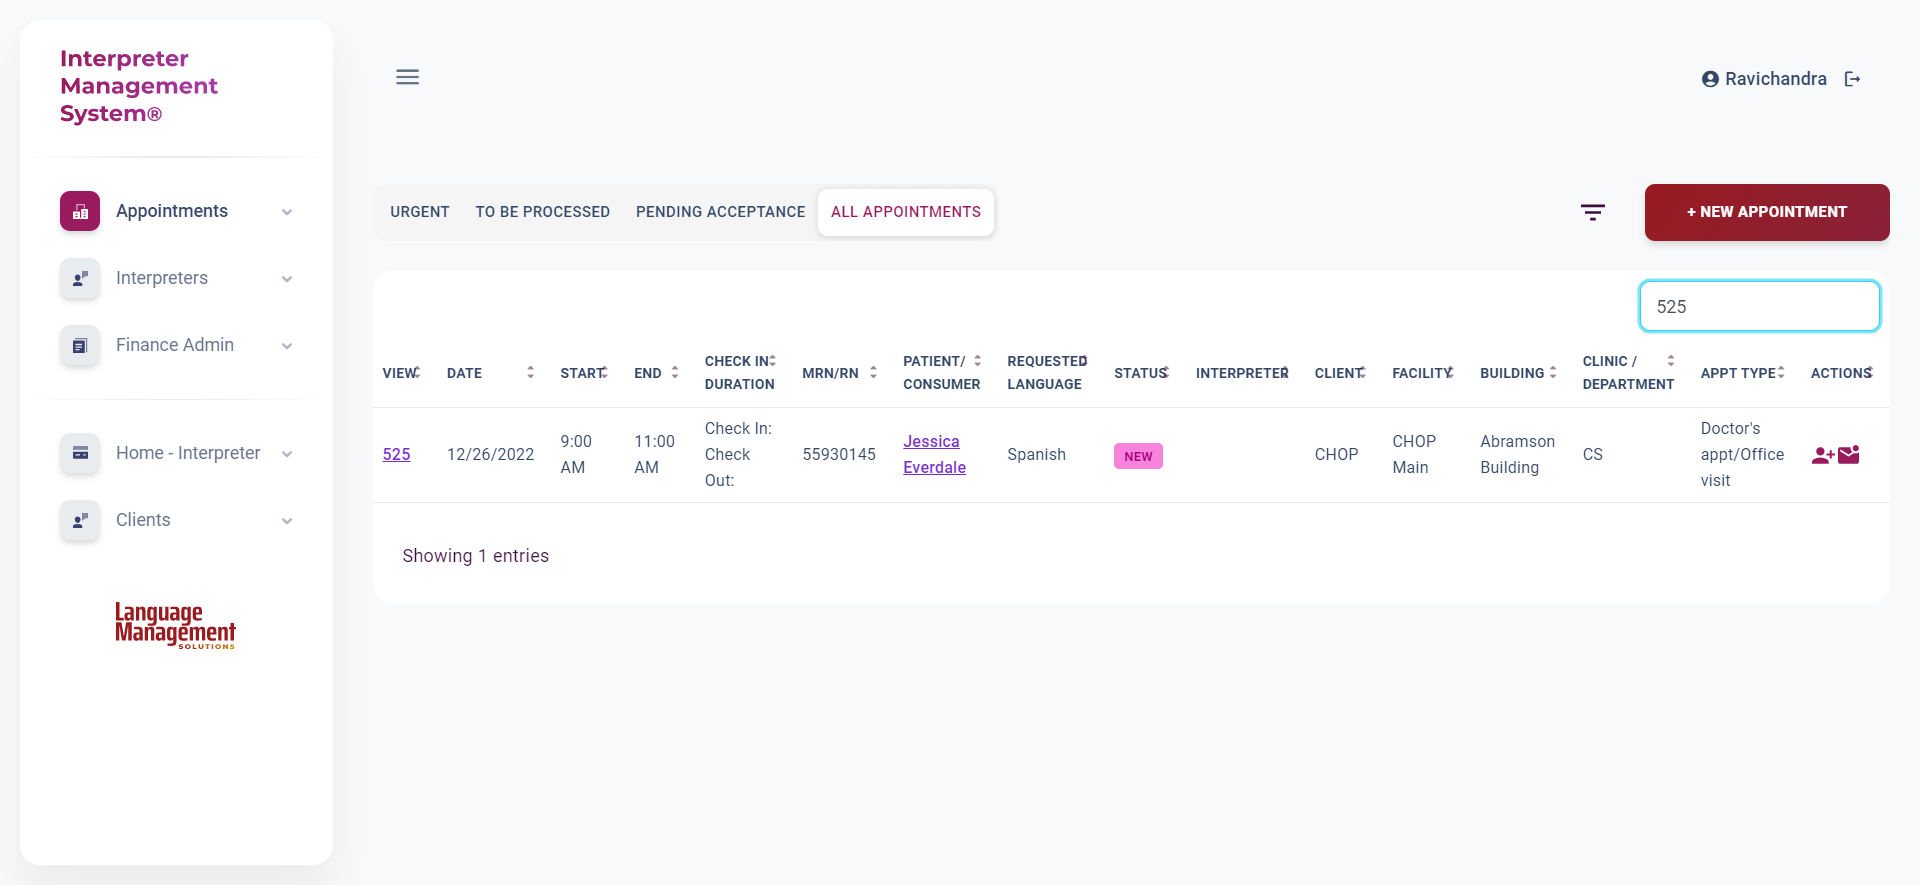 Interpreter
Management
System®
Appointments
Interpreters
Finance Admin
Home - Interpreter
Clients
Language
Management
SOLUTIONS
Ravichandra
URGENT TO BE PROCESSED PENDING ACCEPTANCE ALL APPOINTMENTS
+ NEW APPOINTMENT
525
VIEW DATE START END CHECK IN DURATION MRN/RN PATIENT/ CONSUMER REQUESTED LANGUAGE STATUS INTERPRETER CLIENT FACILITY BUILDING CLINIC / DEPARTMENT APPT TYPE ACTIONS
525 12/26/2022 9:00 AM 11:00 AM Check In: Check Out: 55930145 Jessica Everdale Spanish NEW CHOP CHOP Main Abramson Building CS Doctor's appt/Office visit
Showing 1 entries